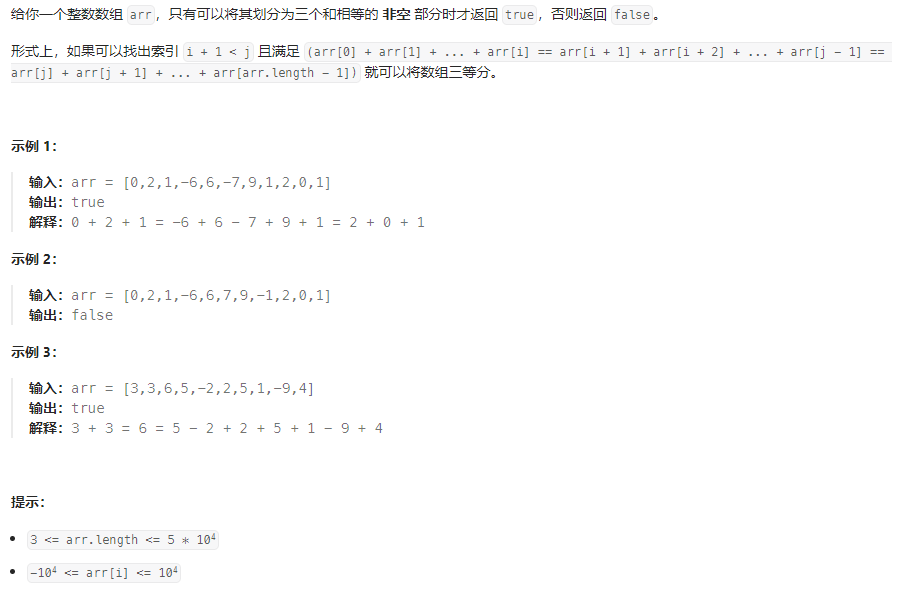 给你一个整数数组 arr，只有可以将其划分为三个和相等的 非空 部分时才返回 true，否则返回 false。
形式上，如果可以找出索引 i + 1 < j 且满足 (arr[0] + arr[1] + ... + arr[i] == arr[i + 1] + arr[i + 2] + ... + arr[j - 1] ==
arr[j] + arr[j + 1] + ... + arr[arr.length - 1]) 就可以将数组三等分。
示例 1：
输入：arr = [0,2,1,-6,6,-7,9,1,2,0,1]
输出：true
解释：0 + 2 + 1 = -6 + 6 - 7 + 9 + 1 = 2 + 0 + 1
示例 2：
输入：arr = [0,2,1,-6,6,7,9,-1,2,0,1]
输出：false
示例 3：
输入：arr = [3,3,6,5,-2,2,5,1,-9,4]
输出：true
解释：3 + 3 = 6 = 5 - 2 + 2 + 5 + 1 - 9 + 4
提示：
• 3 <= arr.length <= 5 * 10⁴
• -10⁴ <= arr[i] <= 10⁴